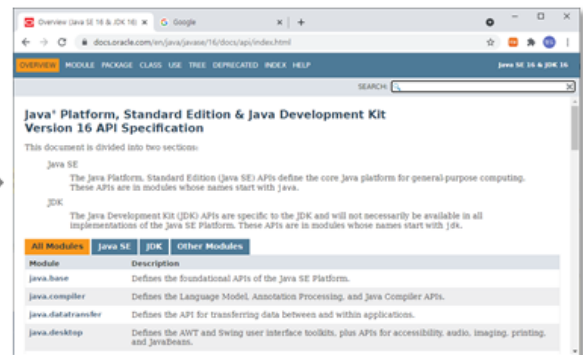 Overview (Java SE 16 & JDK 16)
Google
docs.oracle.com/en/java/javase/16/docs/api/index.html
OVERVIEW MODULE PACKAGE CLASS USE TREE DEPRECATED INDEX HELP
Java SE 16 & JDK 16
SEARCH:
Java® Platform, Standard Edition & Java Development Kit
Version 16 API Specification
This document is divided into two sections:
Java SE
The Java Platform, Standard Edition (Java SE) APIs define the core Java platform for general-purpose computing.
These APIs are in modules whose names start with java.
JDK
The Java Development Kit (JDK) APIs are specific to the JDK and will not necessarily be available in all
implementations of the Java SE Platform. These APIs are in modules whose names start with jdk.
All Modules Java SE JDK Other Modules
Module Description
java.base Defines the foundational APIs of the Java SE Platform.
java.compiler Defines the Language Model, Annotation Processing, and Java Compiler APIs.
java.datatransfer Defines the API for transferring data between and within applications.
java.desktop Defines the AWT and Swing user interface toolkits, plus APIs for accessibility, audio, imaging, printing,
and JavaBeans.